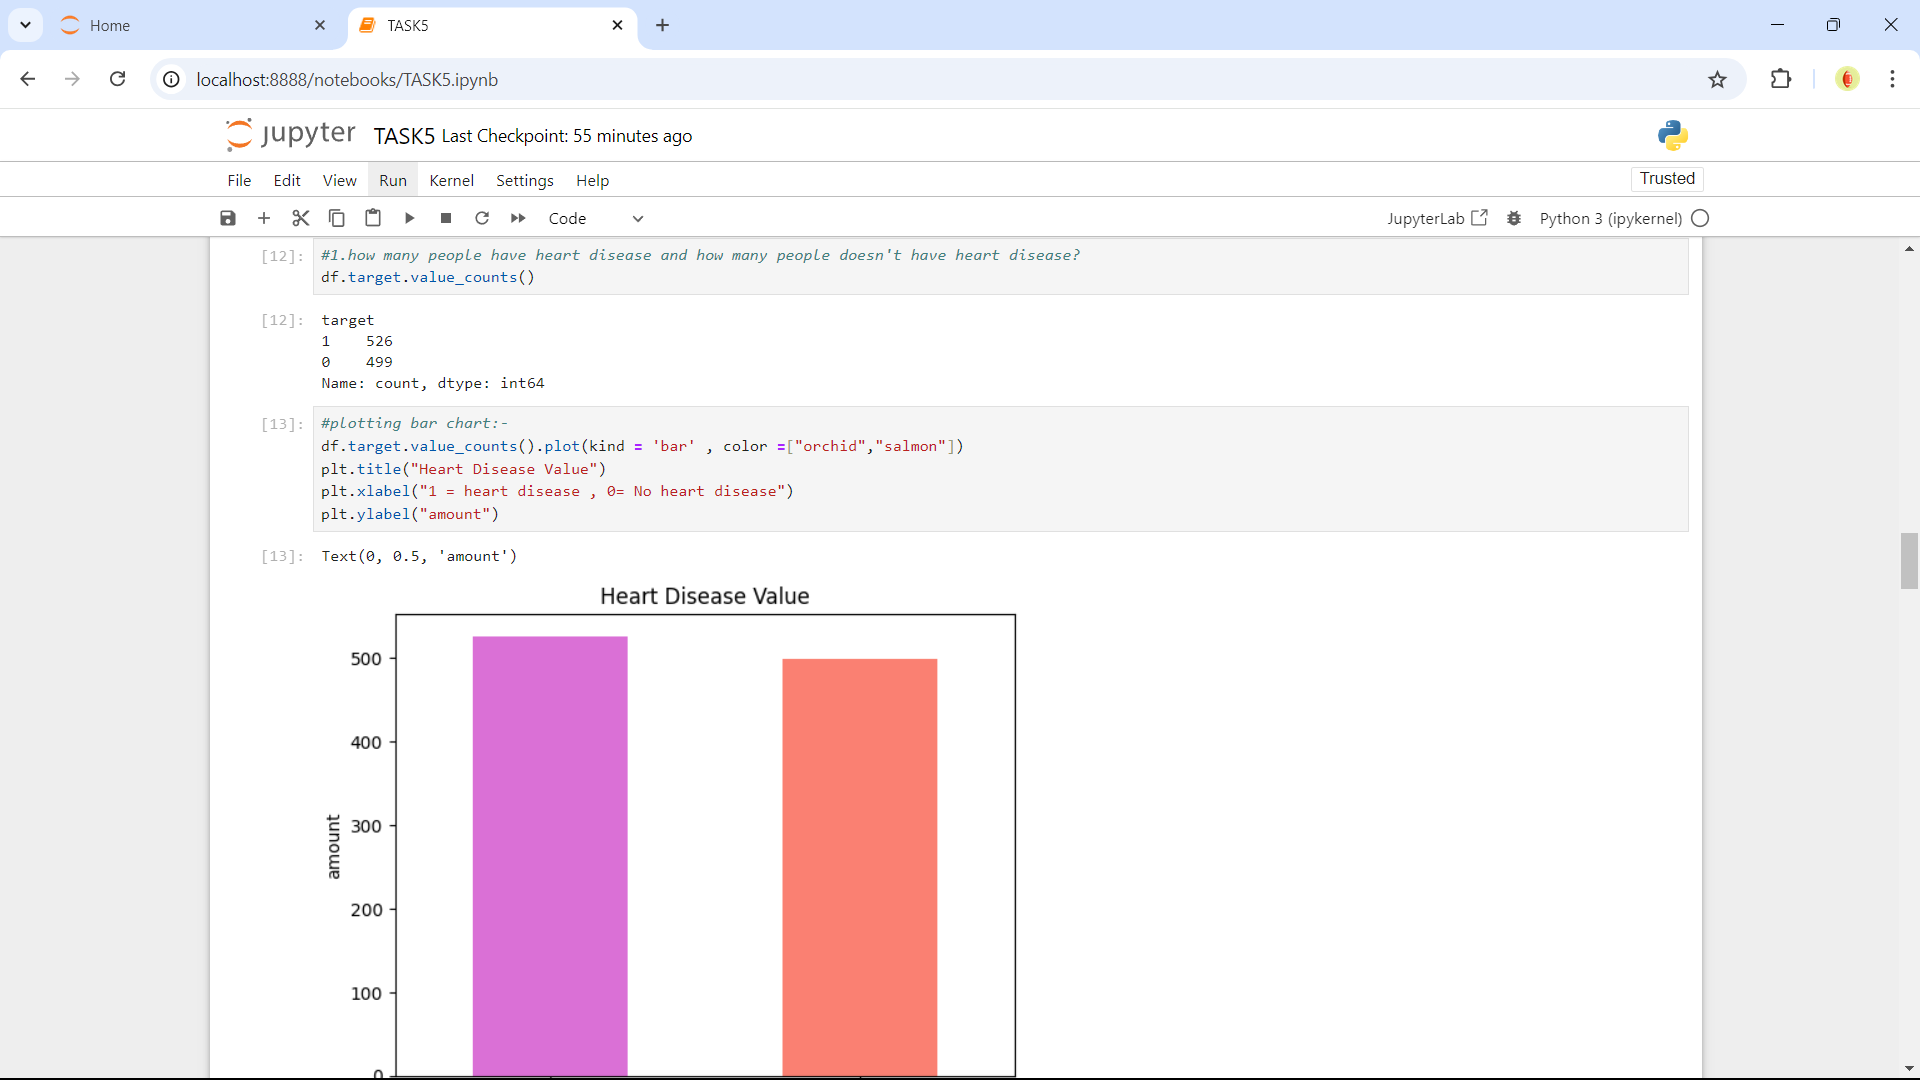 Home
TASK5
localhost:8888/notebooks/TASK5.ipynb
jupyter TASK5 Last Checkpoint: 55 minutes ago
File Edit View Run Kernel Settings Help Trusted
Code JupyterLab Python 3 (ipykernel)
[12]: #1.how many people have heart disease and how many people doesn't have heart disease?
df.target.value_counts()
[12]: target
1 526
0 499
Name: count, dtype: int64
[13]: #plotting bar chart:-
df.target.value_counts().plot(kind = 'bar' , color =["orchid","salmon"])
plt.title("Heart Disease Value")
plt.xlabel("1 = heart disease , 0= No heart disease")
plt.ylabel("amount")
[13]: Text(0, 0.5, 'amount')
Heart Disease Value
500
400
300
200
100
0
amount